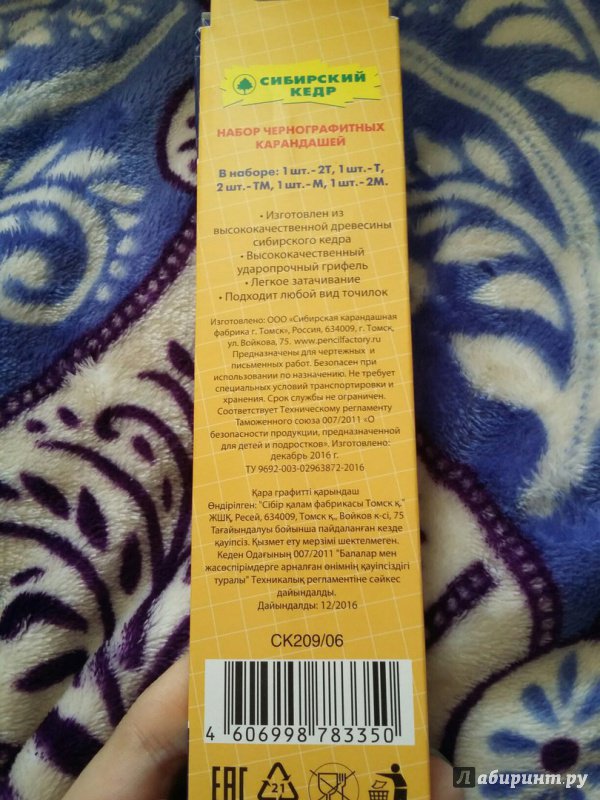 СИБИРСКИЙ
КЕДР
НАБОР ЧЕРНОГРАФИТНЫХ
КАРАНДАШЕЙ
В наборе: 1 шт.- 2Т, 1 шт.- Т,
2 шт.- ТМ, 1 шт.- М, 1 шт.- 2М.
• Изготовлен из
высококачественной древесины
сибирского кедра
• Высококачественный
ударопрочный грифель
• Легкое затачивание
• Подходит любой вид точилок
Изготовлено: ООО «Сибирская карандашная
фабрика г. Томск», Россия, 634009, г. Томск,
ул. Войкова, 75. www.pencilfactory.ru
Предназначены для чертежных и
письменных работ. Безопасен при
использовании по назначению. Не требует
специальных условий транспортировки и
хранения. Срок службы не ограничен.
Соответствует Техническому регламенту
Таможенного союза 007/2011 «О
безопасности продукции, предназначенной
для детей и подростков». Изготовлено:
декабрь 2016 г.
ТУ 9692-003-02963872-2016
Қара графитті қарындаш
Өндірілген: "Сібір қалам фабрикасы Томск қ."
ЖШҚ, Ресей, 634009, Томск қ., Войков к-сі, 75
Тағайындалуы бойынша пайдаланған кезде
қауіпсіз. Қызмет ету мерзімі шектелмеген.
Кеден Одағының 007/2011 "Балалар мен
жасөспірімдерге арналған өнімнің қауіпсіздігі
туралы" Техникалық регламентіне сәйкес
дайындалды.
Дайындалды: 12/2016
СК209/06
4 606998 783350
ЕАС
21
Лабиринт.ру